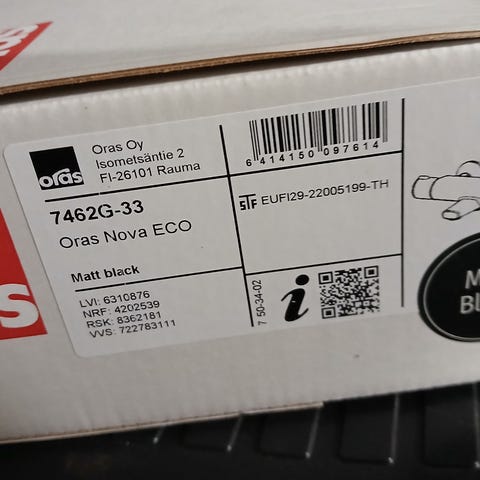 oras
Oras Oy
Isometsäntie 2
FI-26101 Rauma
6 414150 097614
7462G-33
Oras Nova ECO
STF EUFI29-22005199-TH
Matt black
LVI: 6310876
NRF: 4202539
RSK: 8362181
VVS: 722783111
7 50-34-02
i
s